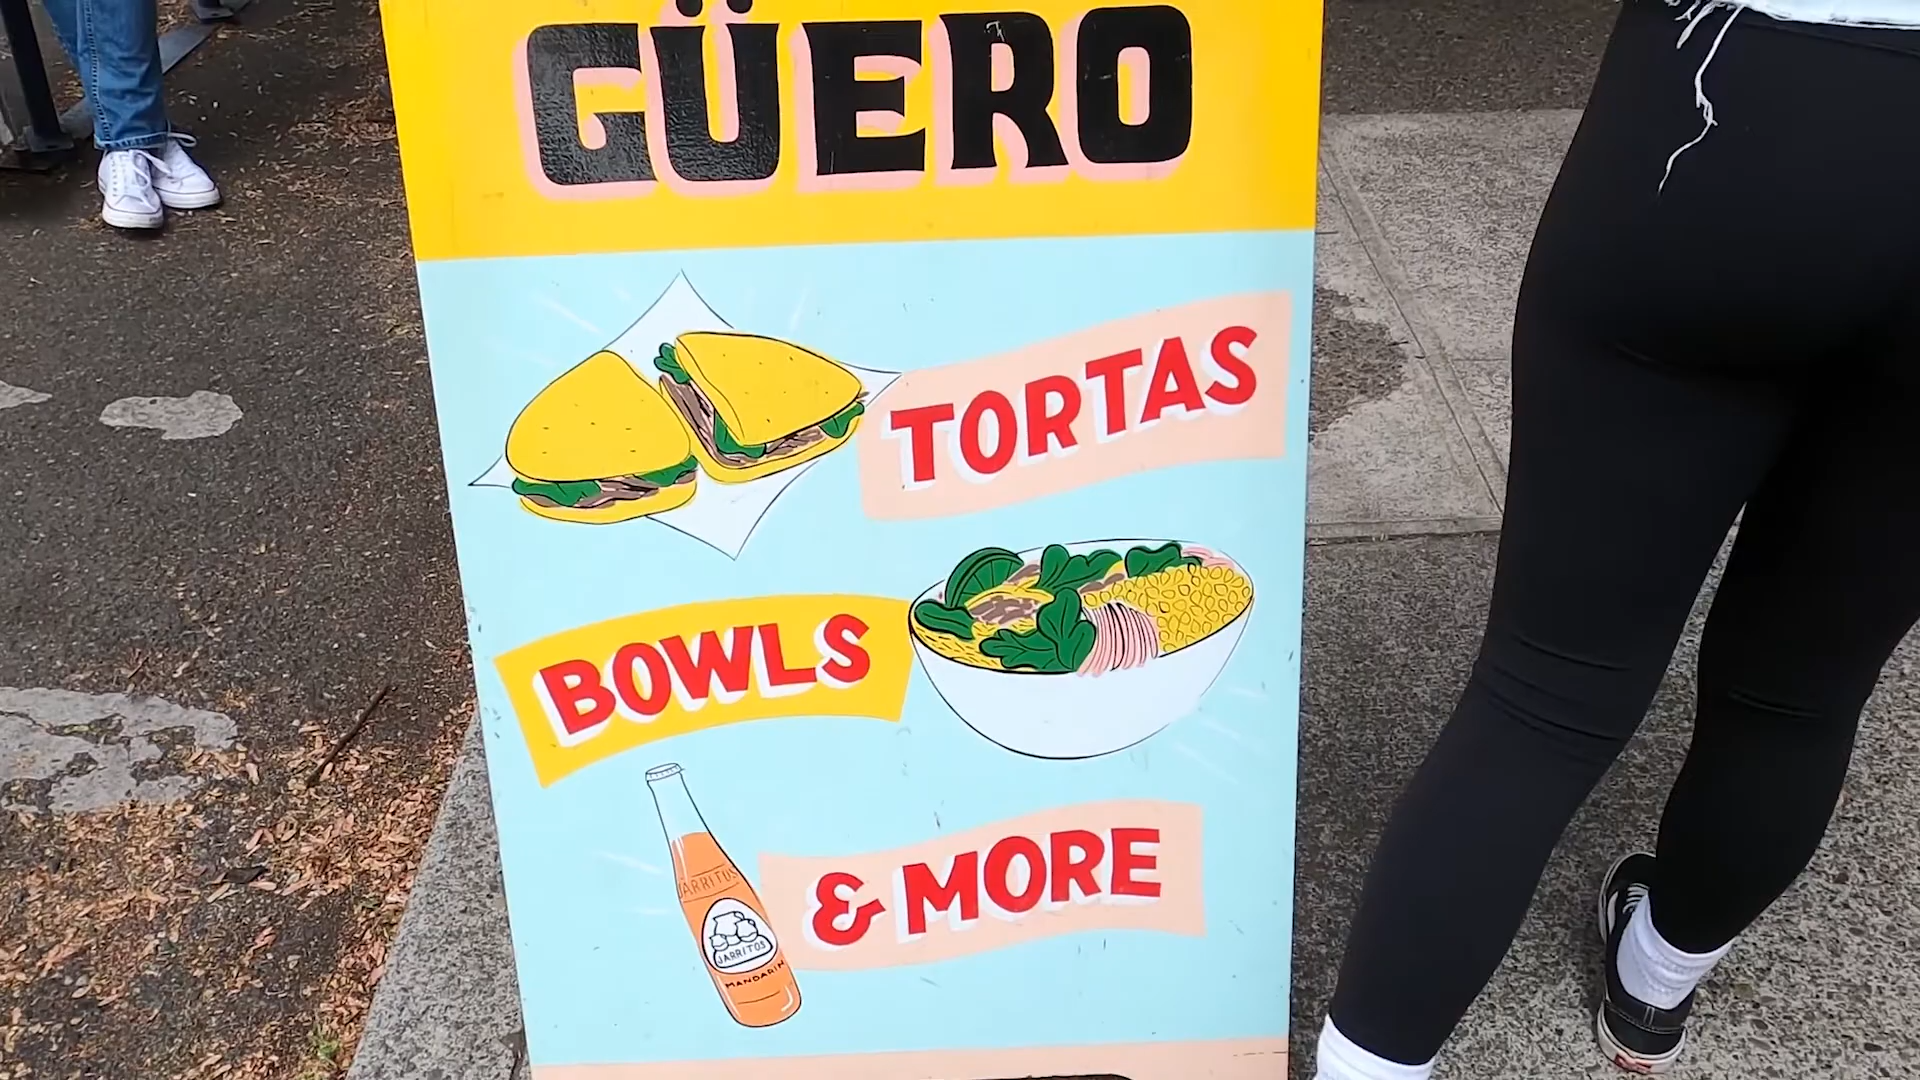 GÜERO
TORTAS
BOWLS
& MORE
JARRITOS
JARRITOS
MANDARIN